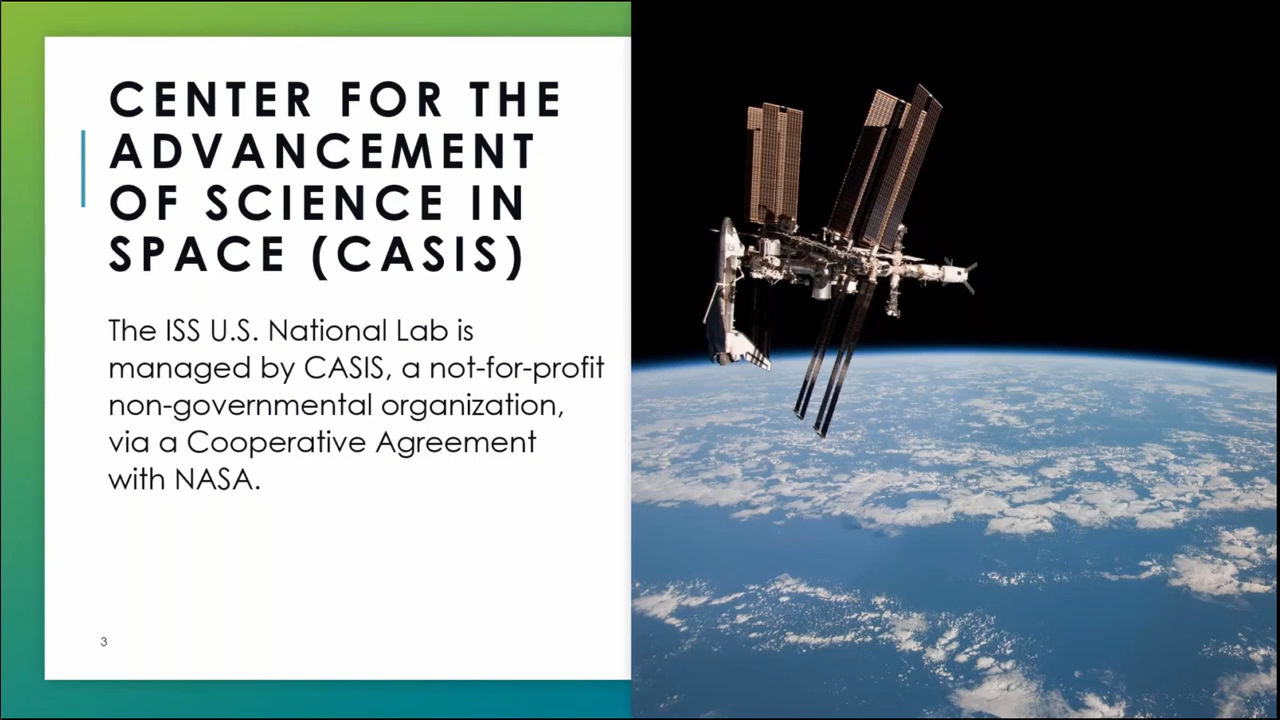 CENTER FOR THE
ADVANCEMENT
OF SCIENCE IN
SPACE (CASIS)
The ISS U.S. National Lab is
managed by CASIS, a not-for-profit
non-governmental organization,
via a Cooperative Agreement
with NASA.
3